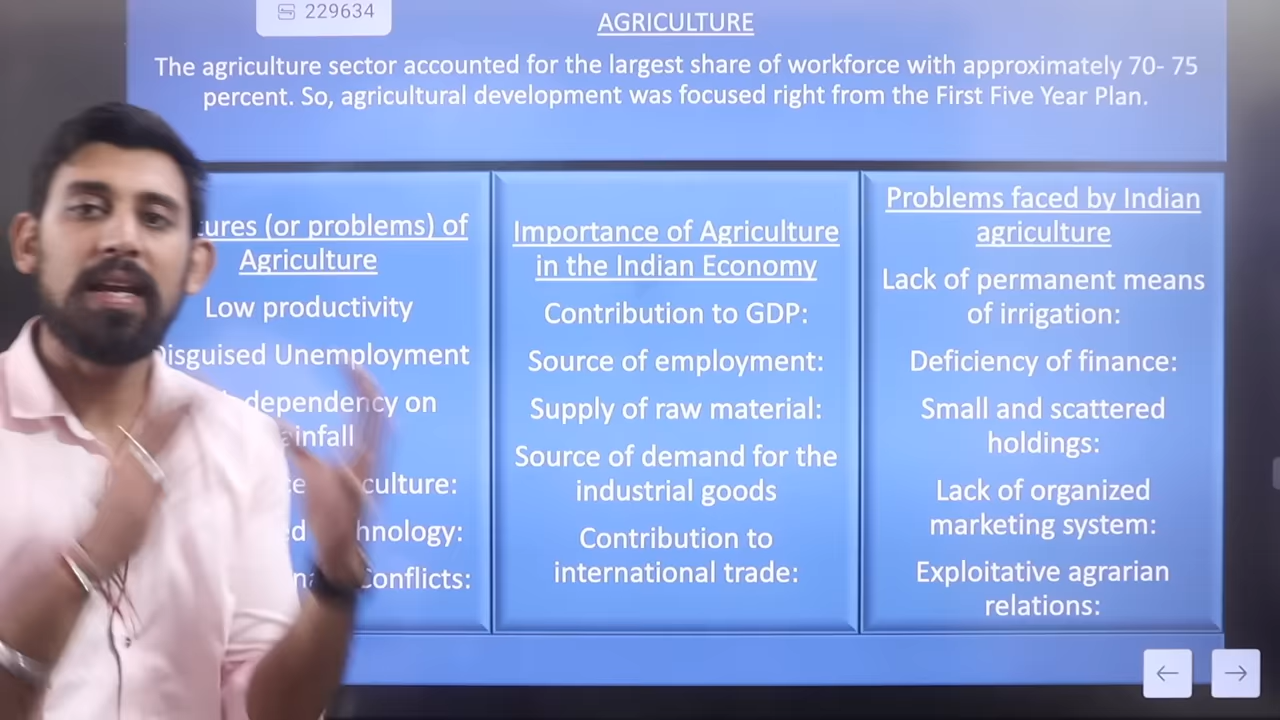 229634
AGRICULTURE
The agriculture sector accounted for the largest share of workforce with approximately 70- 75
percent. So, agricultural development was focused right from the First Five Year Plan.
(or problems) of
Agriculture
Low productivity
Disguised Unemployment
dependency on
Conflicts:
Importance of Agriculture
in the Indian Economy
Contribution to GDP:
Source of employment:
Supply of raw material:
Source of demand for the
industrial goods
Contribution to
international trade:
Problems faced by Indian
agriculture
Lack of permanent means
of irrigation:
Deficiency of finance:
Small and scattered
holdings:
Lack of organized
marketing system:
Exploitative agrarian
relations: